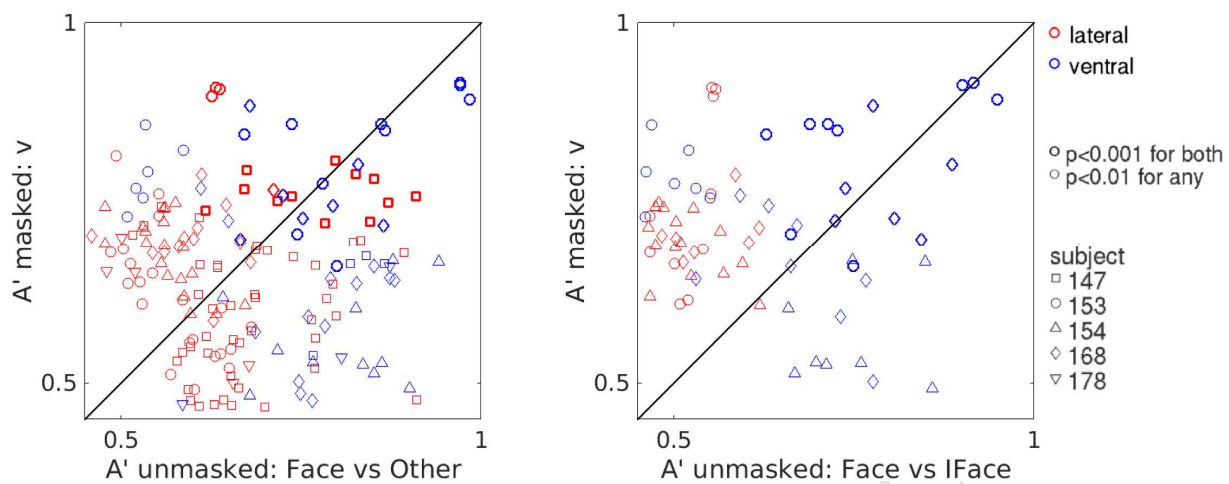 1
A' masked: v
0.5
0.5
1
A' unmasked: Face vs Other
1
A' masked: v
0.5
0.5
1
A' unmasked: Face vs IFace
lateral
ventral
p<0.001 for both
p<0.01 for any
subject
147
153
154
168
178